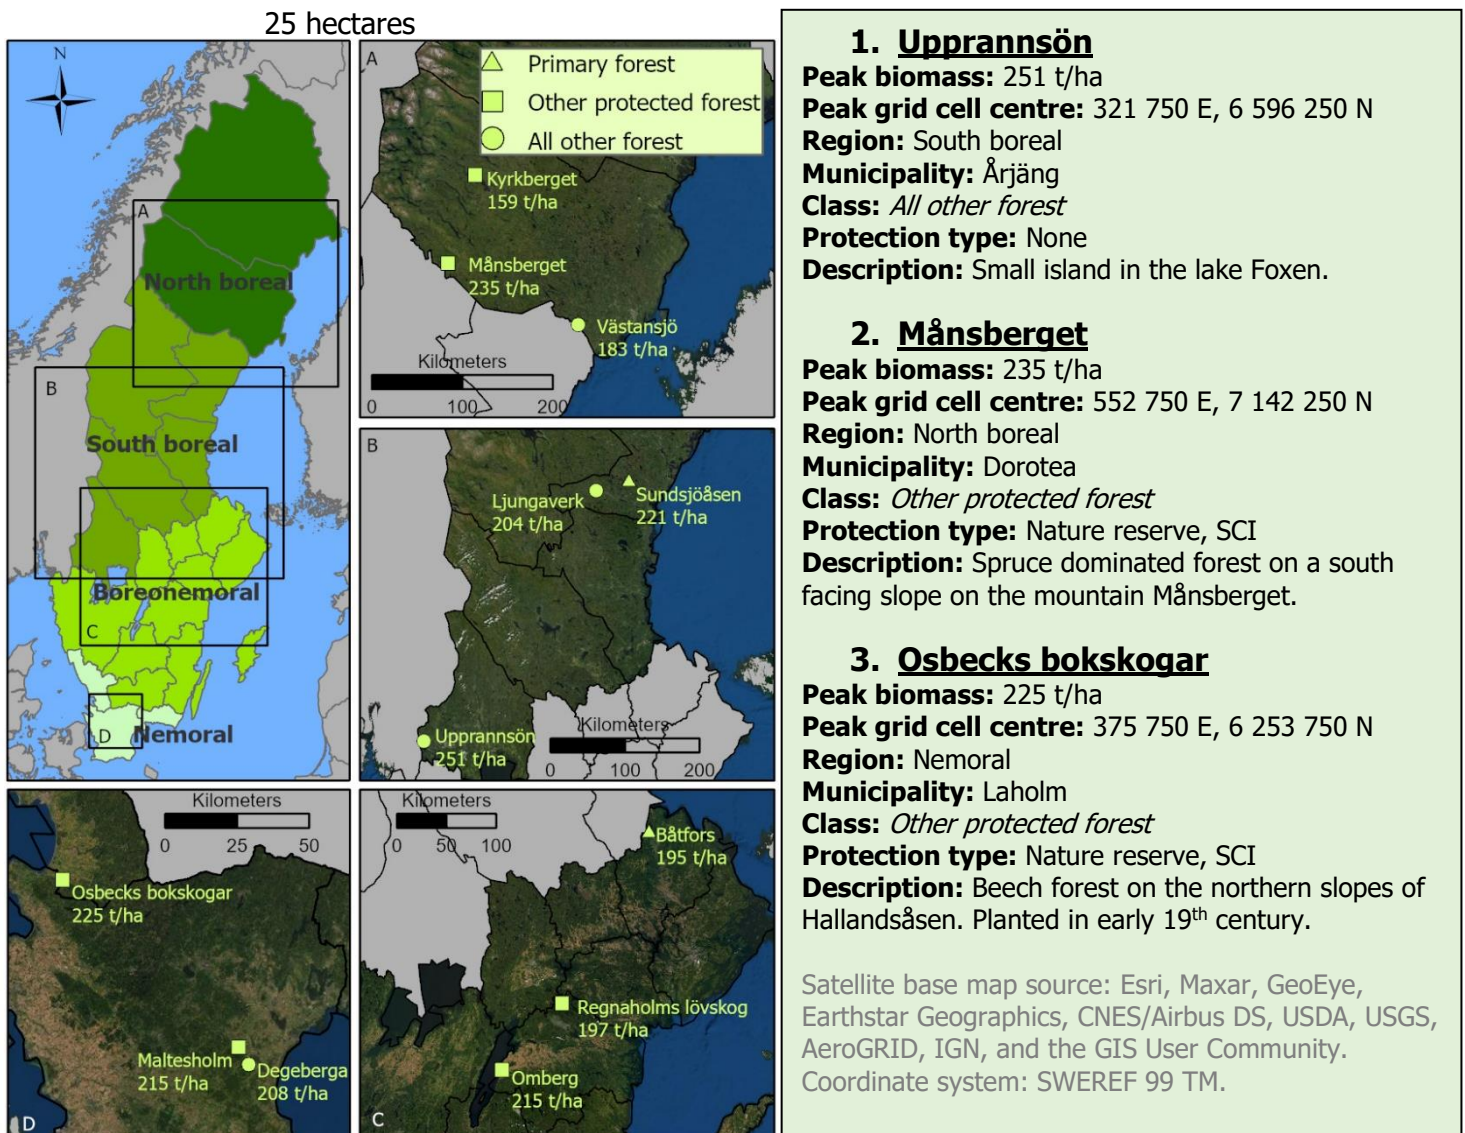 25 hectares
N
A
North boreal
B
South boreal
Boreonemoral
C
D
Nemoral
A
Primary forest
Other protected forest
All other forest
Kyrkberget
159 t/ha
Månsberget
235 t/ha
Västansjö
183 t/ha
Kilometers
0 100 200
B
Ljungaverk
204 t/ha
Sundsjöåsen
221 t/ha
Upprannsön
251 t/ha
Kilometers
0 100 200
Kilometers
0 25 50
Osbecks bokskogar
225 t/ha
Maltesholm
215 t/ha
Degeberga
208 t/ha
D
Kilometers
0 50 100
Båtfors
195 t/ha
Regnaholms lövskog
197 t/ha
Omberg
215 t/ha
C
1. Upprannsön
Peak biomass: 251 t/ha
Peak grid cell centre: 321 750 E, 6 596 250 N
Region: South boreal
Municipality: Årjäng
Class: All other forest
Protection type: None
Description: Small island in the lake Foxen.
2. Månsberget
Peak biomass: 235 t/ha
Peak grid cell centre: 552 750 E, 7 142 250 N
Region: North boreal
Municipality: Dorotea
Class: Other protected forest
Protection type: Nature reserve, SCI
Description: Spruce dominated forest on a south
facing slope on the mountain Månsberget.
3. Osbecks bokskogar
Peak biomass: 225 t/ha
Peak grid cell centre: 375 750 E, 6 253 750 N
Region: Nemoral
Municipality: Laholm
Class: Other protected forest
Protection type: Nature reserve, SCI
Description: Beech forest on the northern slopes of
Hallandsåsen. Planted in early 19th century.
Satellite base map source: Esri, Maxar, GeoEye,
Earthstar Geographics, CNES/Airbus DS, USDA, USGS,
AeroGRID, IGN, and the GIS User Community.
Coordinate system: SWEREF 99 TM.